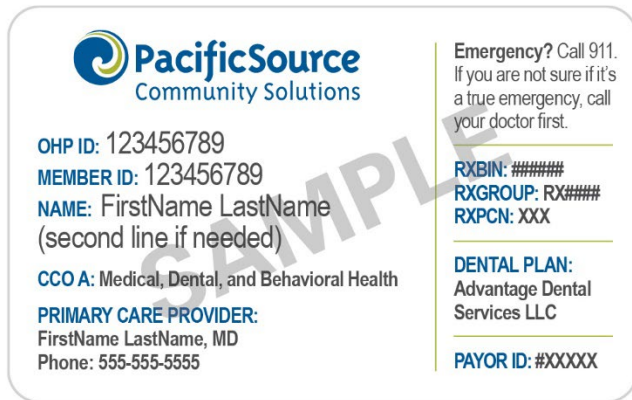 PacificSource
Community Solutions
OHP ID: 123456789
MEMBER ID: 123456789
NAME: FirstName LastName
(second line if needed)
CCO A: Medical, Dental, and Behavioral Health
PRIMARY CARE PROVIDER:
FirstName LastName, MD
Phone: 555-555-5555
Emergency? Call 911.
If you are not sure if it's
a true emergency, call
your doctor first.
RXBIN: ######
RXGROUP: RX####
RXPCN: XXX
DENTAL PLAN:
Advantage Dental
Services LLC
PAYOR ID: #XXXXX
SAMPLE